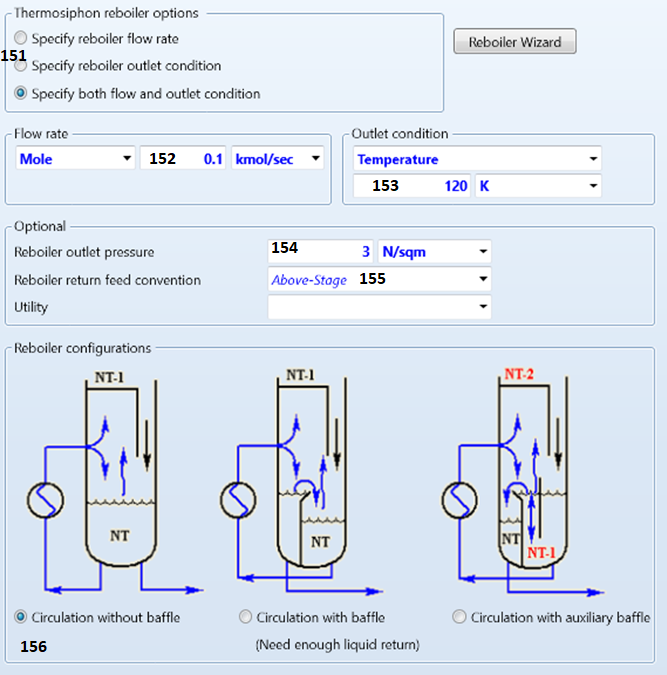 Thermosiphon reboiler options
Specify reboiler flow rate
Reboiler Wizard
151
Specify reboiler outlet condition
Specify both flow and outlet condition
Flow rate
Mole 152 0.1 kmol/sec
Outlet condition
Temperature
153 120 K
Optional
Reboiler outlet pressure 154 3 N/sqm
Reboiler return feed convention Above-Stage 155
Utility
Reboiler configurations
NT-1 NT-1 NT-2
NT NT NT
NT-1
Circulation without baffle Circulation with baffle Circulation with auxiliary baffle
156 (Need enough liquid return)